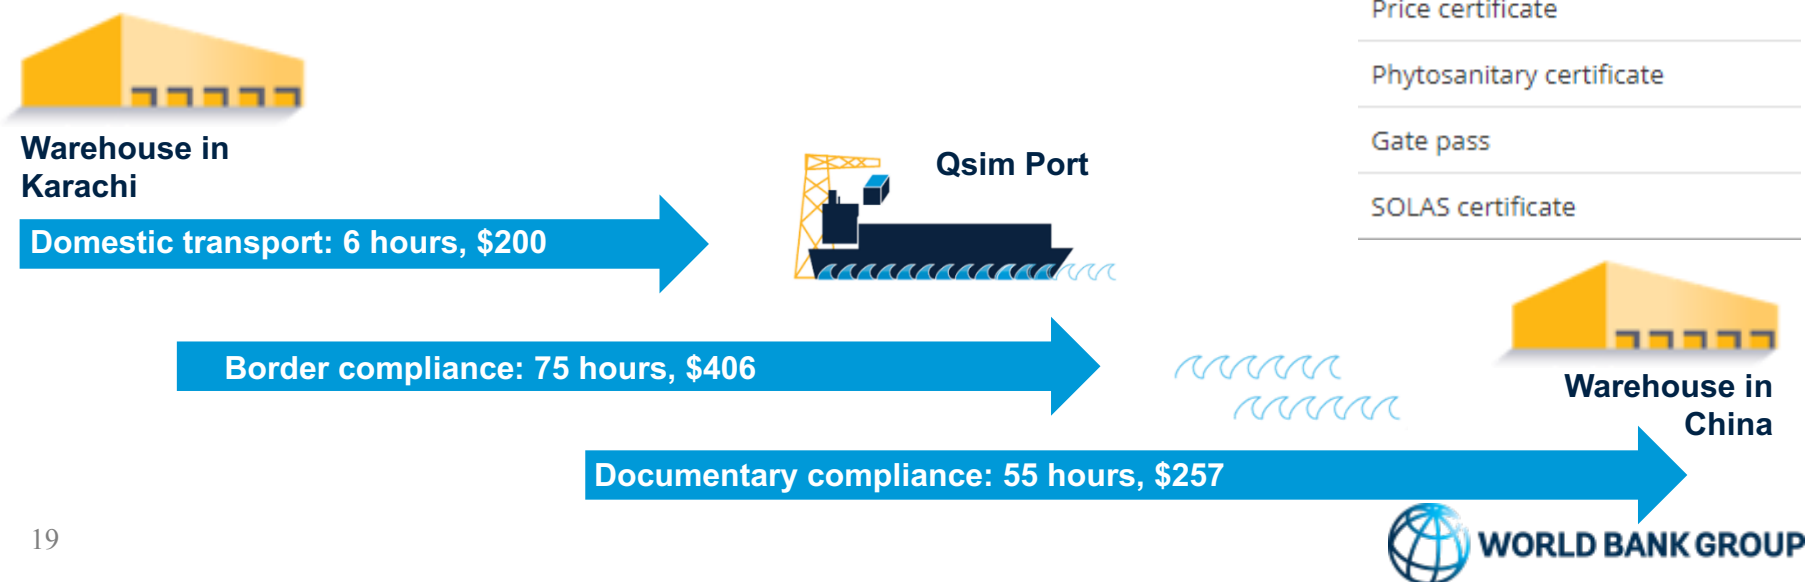 Price certificate
Phytosanitary certificate
Gate pass
SOLAS certificate
Warehouse in
Karachi
Qsim Port
Domestic transport: 6 hours, $200
Border compliance: 75 hours, $406
Warehouse in
China
Documentary compliance: 55 hours, $257
19
WORLD BANK GROUP